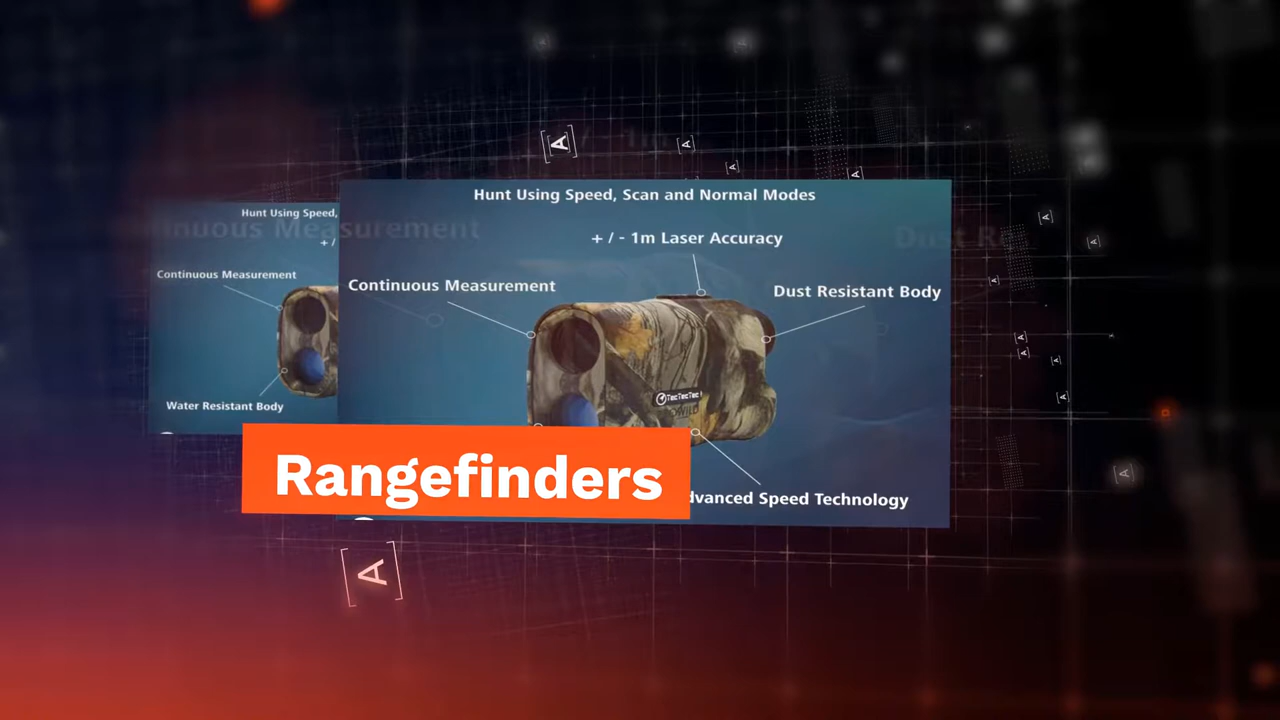 [A]
[A]
[A]
[A]
Hunt Using Speed, Scan and Normal Modes
+ / - 1m Laser Accuracy
Continuous Measurement
Dust Resistant Body
TecTecTec!
dvanced Speed Technology
Hunt Using Speed,
+ /
Continuous Measurement
Water Resistant Body
Rangefinders
[A]
[A]
[A]
[A]
[A]
[A]
[A]
[A]
[A]